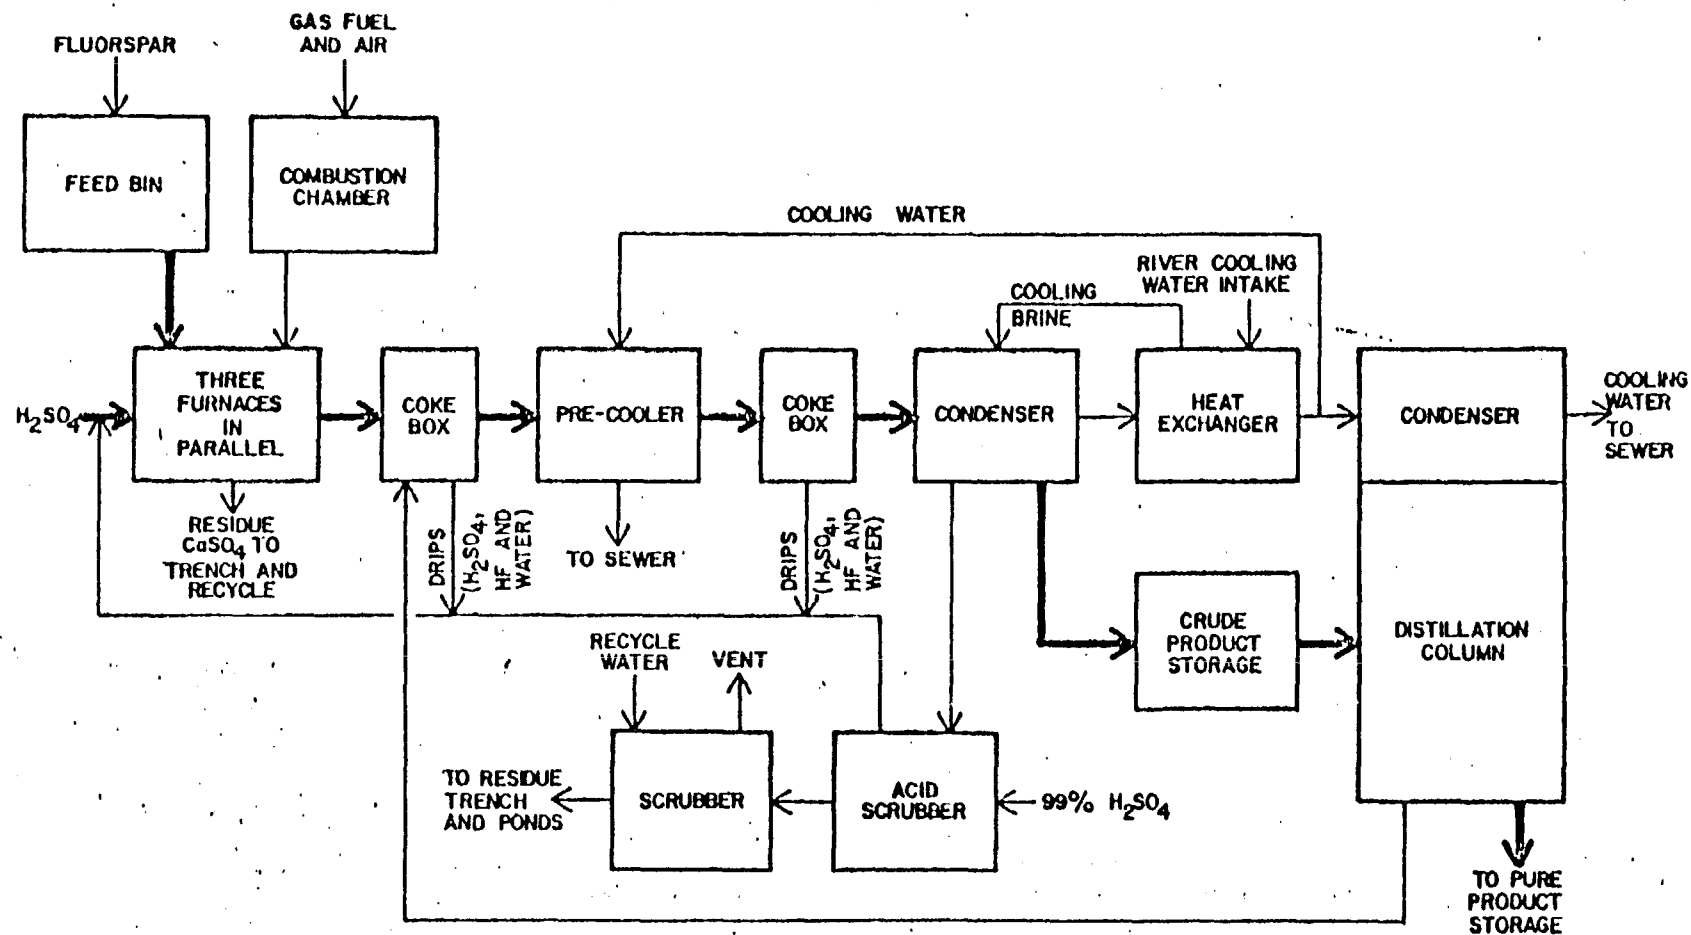 GAS FUEL
AND AIR
FLUORSPAR
FEED BIN
COMBUSTION
CHAMBER
COOLING WATER
RIVER COOLING
WATER INTAKE
COOLING
BRINE
H2SO4
THREE
FURNACES
IN
PARALLEL
COKE
BOX
PRE-COOLER
COKE
BOX
CONDENSER
HEAT
EXCHANGER
CONDENSER
COOLING
WATER
TO
SEWER
RESIDUE
CaSO4 TO
TRENCH AND
RECYCLE
DRIPS
(H2SO4,
HF AND
WATER)
TO SEWER
DRIPS
(H2SO4,
HF AND
WATER)
CRUDE
PRODUCT
STORAGE
DISTILLATION
COLUMN
RECYCLE
WATER
VENT
TO RESIDUE
TRENCH
AND PONDS
SCRUBBER
ACID
SCRUBBER
99% H2SO4
TO PURE
PRODUCT
STORAGE